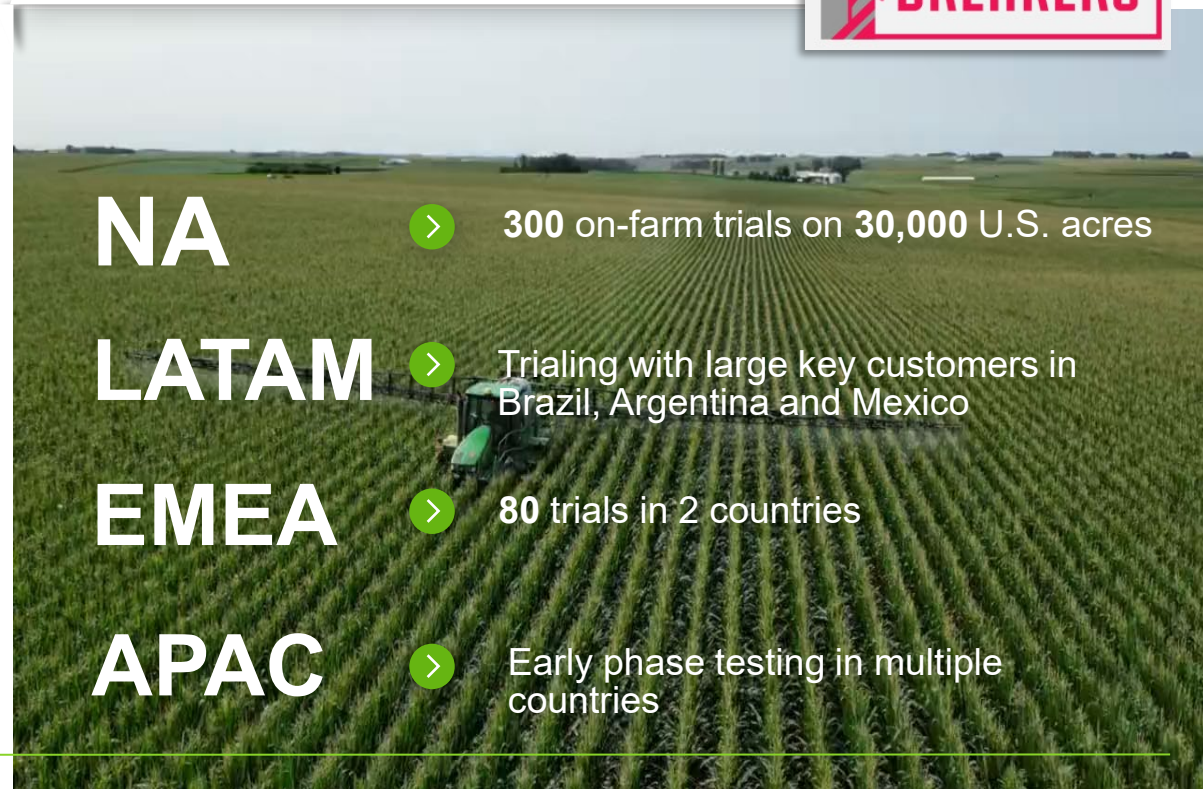 BREAKERS
NA
300 on-farm trials on 30,000 U.S. acres
LATAM
Trialing with large key customers in
Brazil, Argentina and Mexico
EMEA
80 trials in 2 countries
APAC
Early phase testing in multiple
countries